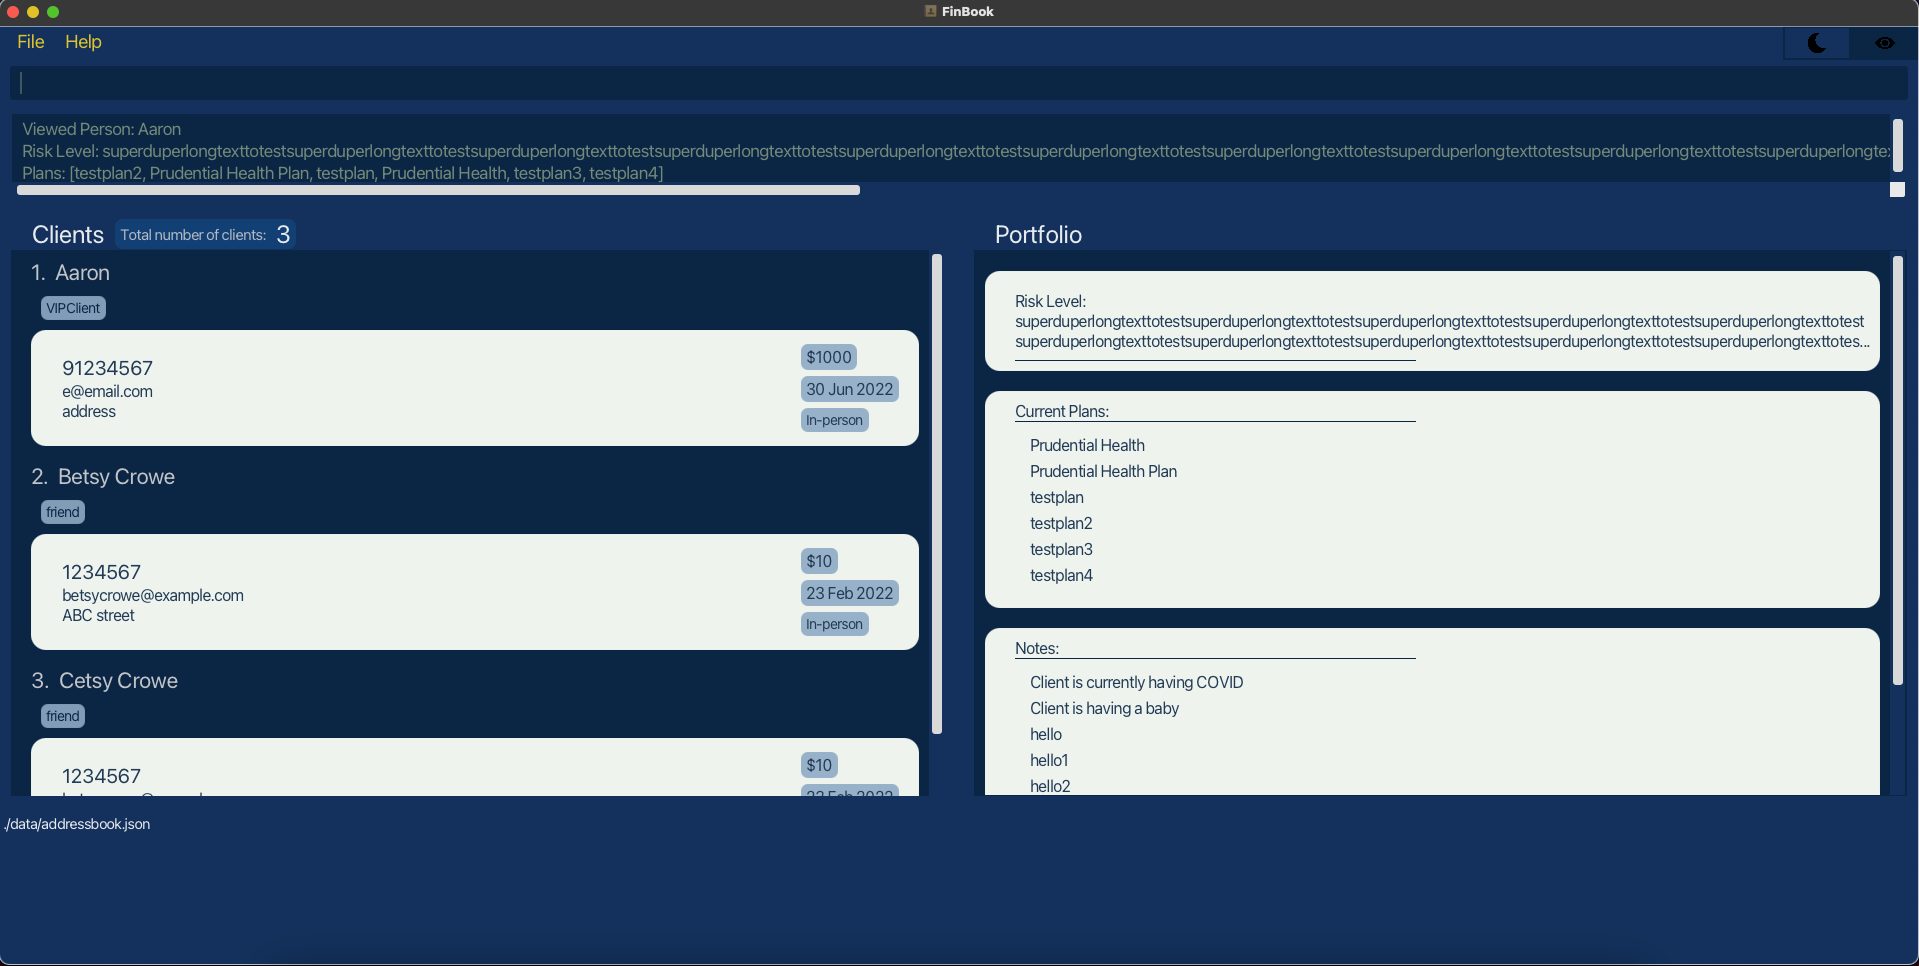 FinBook
File Help
Viewed Person: Aaron
Risk Level: superduperlongtexttotestsuperduperlongtexttotestsuperduperlongtexttotestsuperduperlongtexttotestsuperduperlongtexttotestsuperduperlongtexttotestsuperduperlongtexttotestsuperduperlongtexttotestsuperduperlongtexttotestsuperduperlongtex
Plans: [testplan2, Prudential Health Plan, testplan, Prudential Health, testplan3, testplan4]
Clients Total number of clients: 3
1. Aaron
VIPClient
91234567
e@email.com
address
$1000
30 Jun 2022
In-person
2. Betsy Crowe
friend
1234567
betsycrowe@example.com
ABC street
$10
23 Feb 2022
In-person
3. Cetsy Crowe
friend
1234567
$10
23 Feb 2022
Portfolio
Risk Level:
superduperlongtexttotestsuperduperlongtexttotestsuperduperlongtexttotestsuperduperlongtexttotestsuperduperlongtexttotest
superduperlongtexttotestsuperduperlongtexttotestsuperduperlongtexttotestsuperduperlongtexttotestsuperduperlongtexttotes...
Current Plans:
Prudential Health
Prudential Health Plan
testplan
testplan2
testplan3
testplan4
Notes:
Client is currently having COVID
Client is having a baby
hello
hello1
hello2
./data/addressbook.json